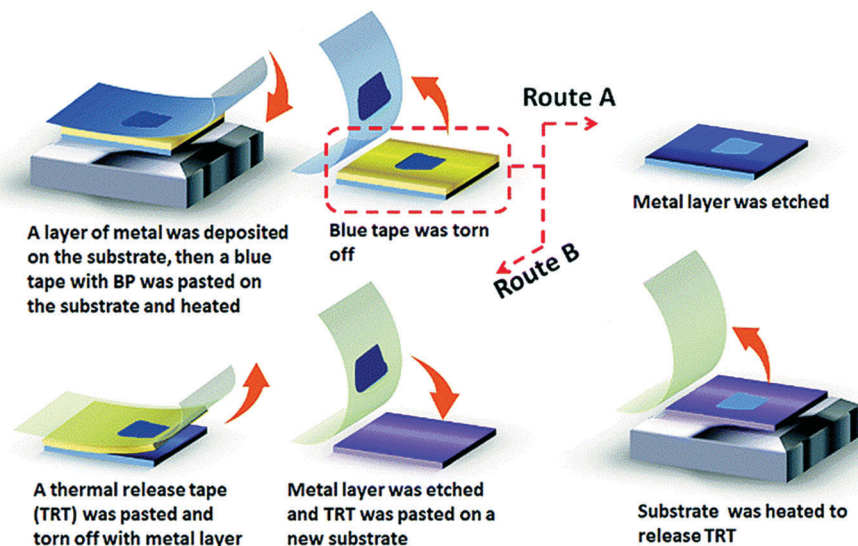 Route A
A layer of metal was deposited
on the substrate, then a blue
tape with BP was pasted on
the substrate and heated
Blue tape was torn
off
Metal layer was etched
Route B
A thermal release tape
(TRT) was pasted and
torn off with metal layer
Metal layer was etched
and TRT was pasted on a
new substrate
Substrate was heated to
release TRT